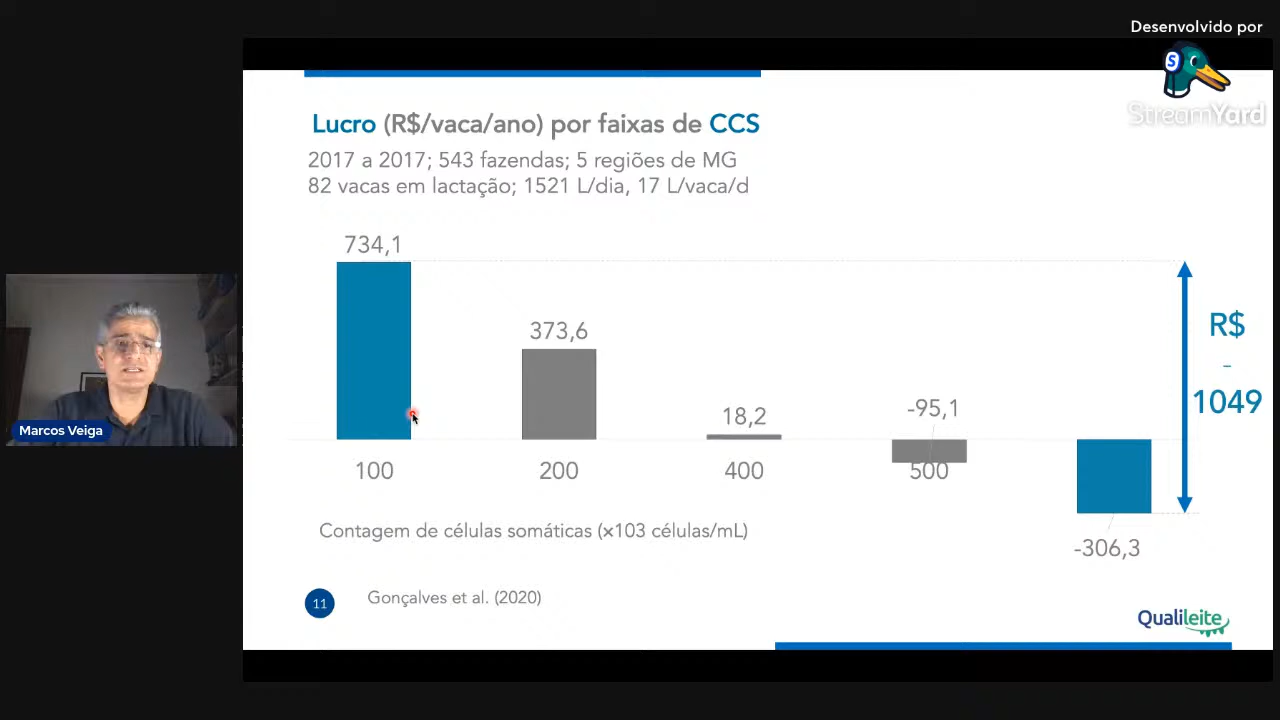 Desenvolvido por
S
StreamYard
Lucro (R$/vaca/ano) por faixas de CCS
2017 a 2017; 543 fazendas; 5 regiões de MG
82 vacas em lactação; 1521 L/dia, 17 L/vaca/d
734,1
373,6
18,2
-95,1
-306,3
R$
-
1049
100
200
400
500
Contagem de células somáticas (×103 células/mL)
11
Gonçalves et al. (2020)
Qualileite
Marcos Veiga